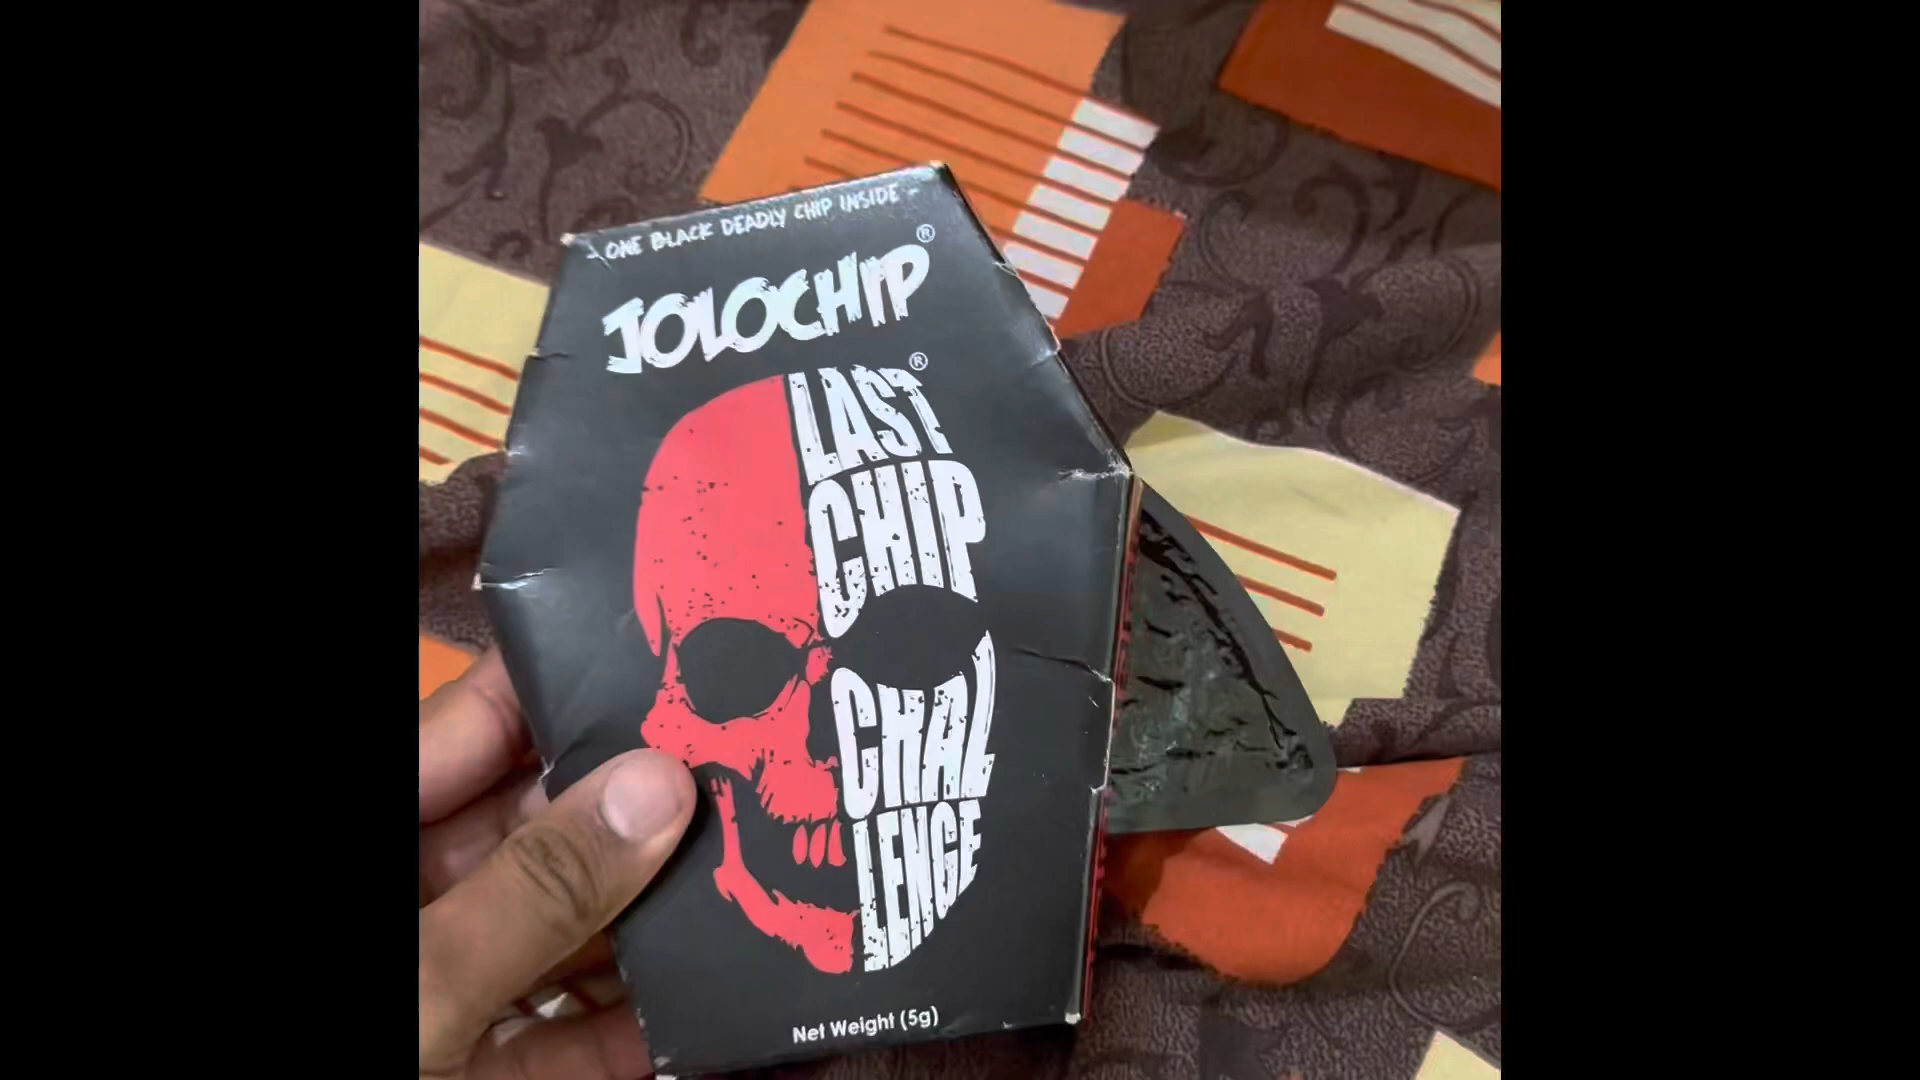 ONE BLACK DEADLY CHIP INSIDE
JOLOCHIP®
LAST®
CHIP
CHAL
LENGE
Net Weight (5g)